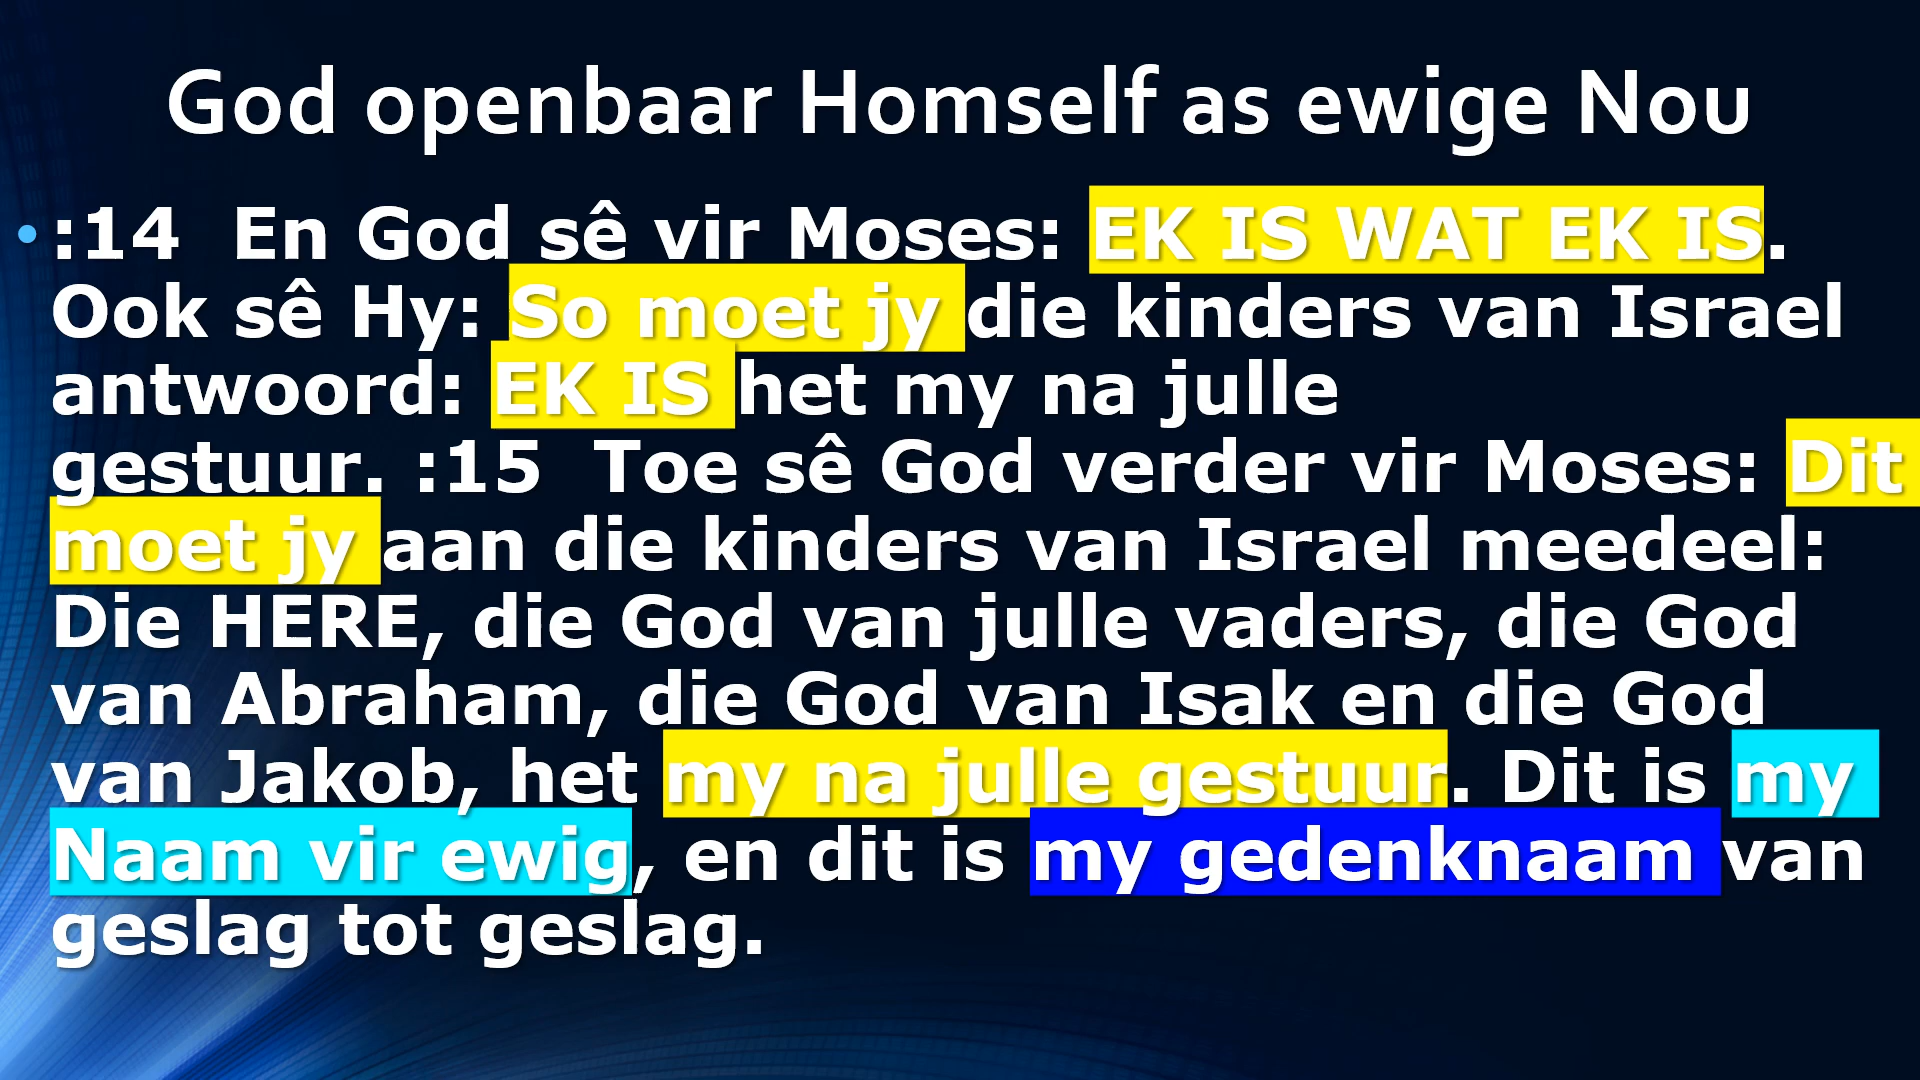 God openbaar Homself as ewige Nou
• :14  En God sê vir Moses: EK IS WAT EK IS.
Ook sê Hy: So moet jy die kinders van Israel
antwoord: EK IS het my na julle
gestuur. :15  Toe sê God verder vir Moses: Dit
moet jy aan die kinders van Israel meedeel:
Die HERE, die God van julle vaders, die God
van Abraham, die God van Isak en die God
van Jakob, het my na julle gestuur. Dit is my
Naam vir ewig, en dit is my gedenknaam van
geslag tot geslag.